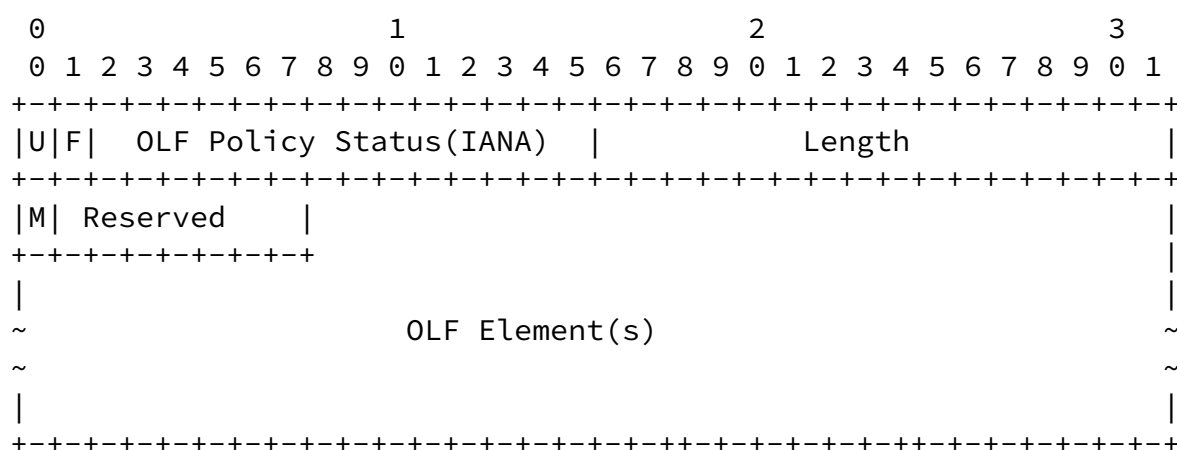 0                   1                   2                   3
 0 1 2 3 4 5 6 7 8 9 0 1 2 3 4 5 6 7 8 9 0 1 2 3 4 5 6 7 8 9 0 1
+-+-+-+-+-+-+-+-+-+-+-+-+-+-+-+-+-+-+-+-+-+-+-+-+-+-+-+-+-+-+-+-+
|U|F|  OLF Policy Status(IANA)  |           Length              |
+-+-+-+-+-+-+-+-+-+-+-+-+-+-+-+-+-+-+-+-+-+-+-+-+-+-+-+-+-+-+-+-+
|M| Reserved    |                                               |
+-+-+-+-+-+-+-+-+                                               |
|                                                               |
~                     OLF Element(s)                            ~
~                                                               ~
|                                                               |
+-+-+-+-+-+-+-+-+-+-+-+-+-+-+-+-+-+-++-+-+-+-+-+-++-+-+-+-+-+-+-+